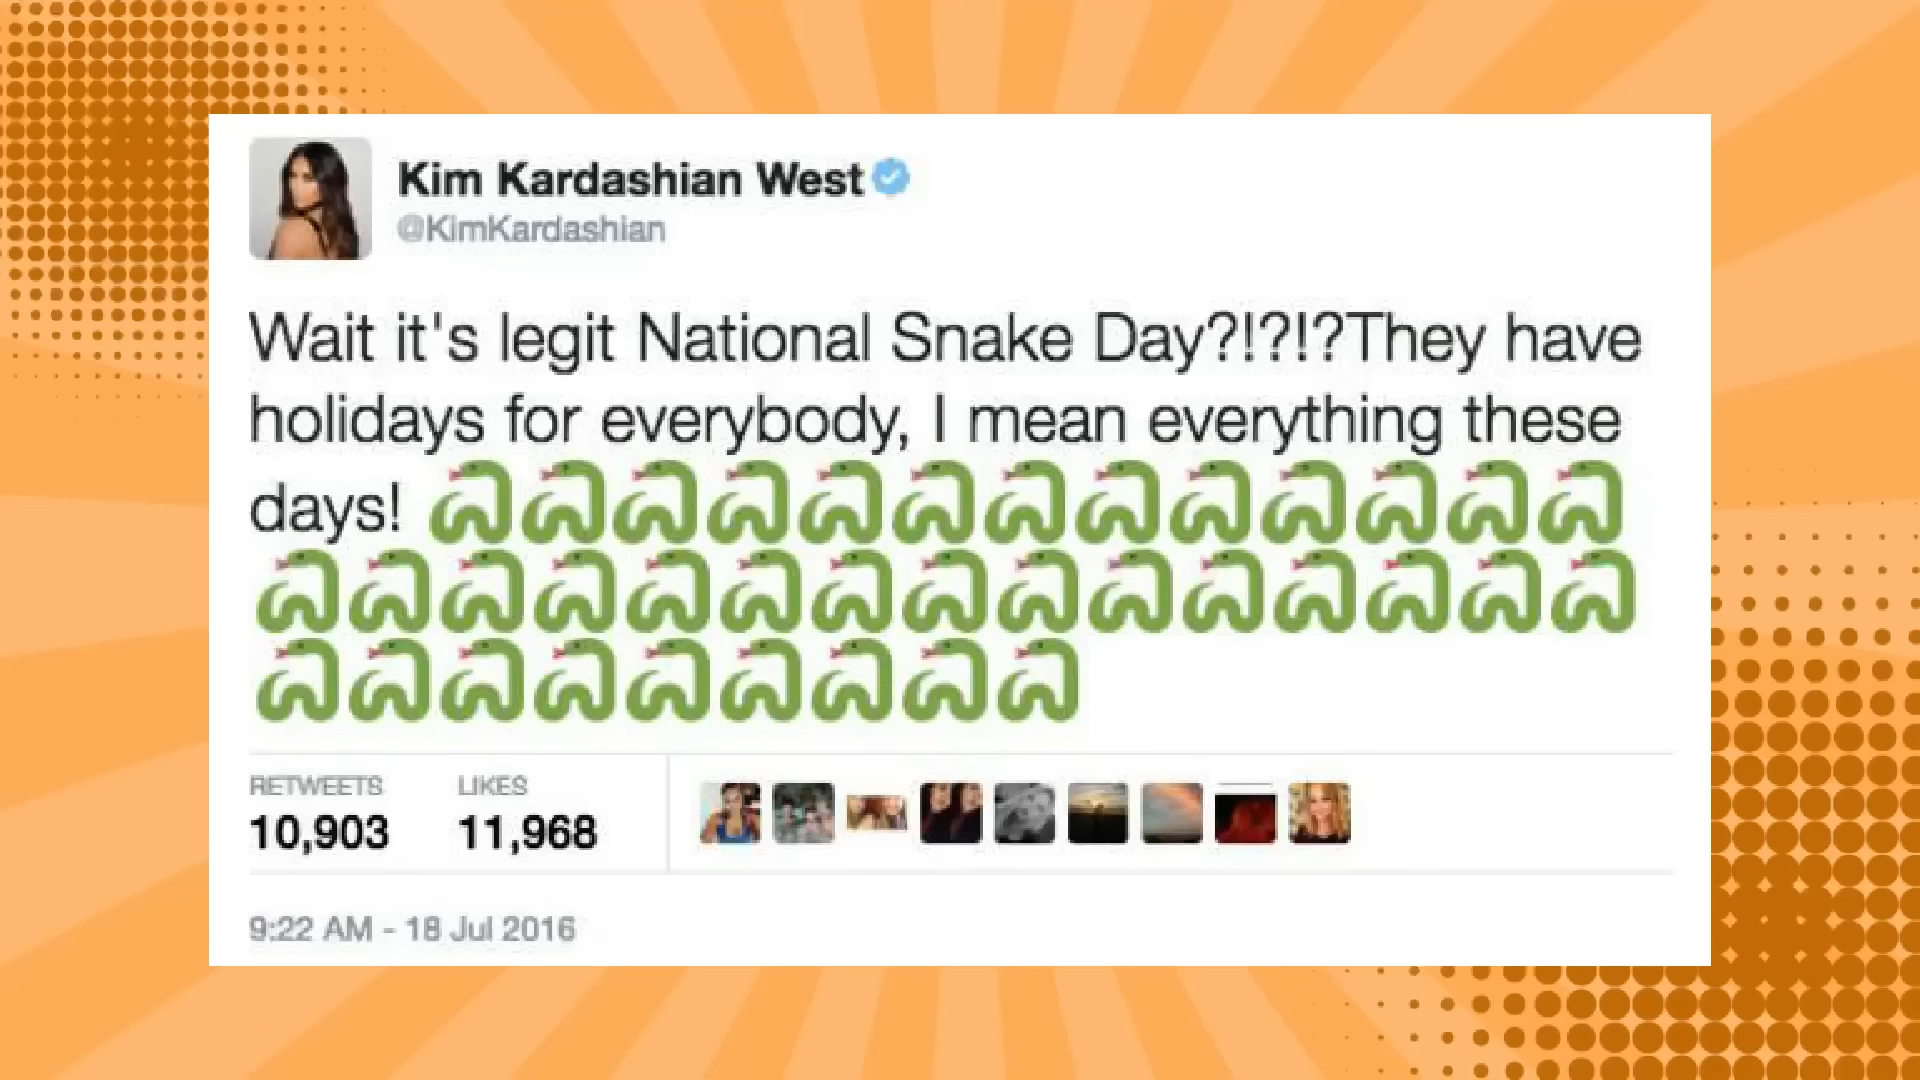 Kim Kardashian West
@KimKardashian
Wait it's legit National Snake Day?!?!?They have
holidays for everybody, I mean everything these
days! 🐍🐍🐍🐍🐍🐍🐍🐍🐍🐍🐍🐍🐍
🐍🐍🐍🐍🐍🐍🐍🐍🐍🐍🐍🐍🐍🐍🐍
🐍🐍🐍🐍🐍🐍🐍🐍🐍
RETWEETS LIKES
10,903 11,968
9:22 AM - 18 Jul 2016